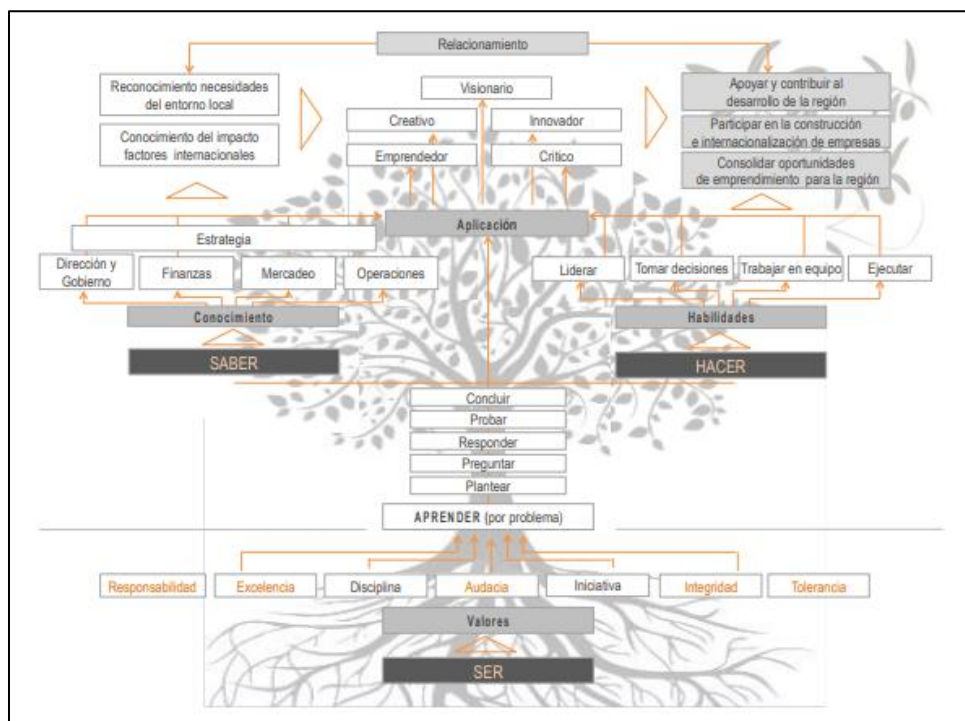 Relacionamiento
Reconocimiento necesidades
del entorno local
Conocimiento del impacto
factores internacionales
Visionario
Creativo
Innovador
Emprendedor
Critico
Apoyar y contribuir al
desarrollo de la región
Participar en la construcción
e internacionalización de empresas
Consolidar oportunidades
de emprendimiento para la región
Aplicación
Estrategia
Dirección y
Gobierno
Finanzas
Mercadeo
Operaciones
Liderar
Tomar decisiones
Trabajar en equipo
Ejecutar
Conocimiento
Habilidades
SABER
HACER
Concluir
Probar
Responder
Preguntar
Plantear
APRENDER (por problema)
Responsabilidad
Excelencia
Disciplina
Audacia
Iniciativa
Integridad
Tolerancia
Valores
SER